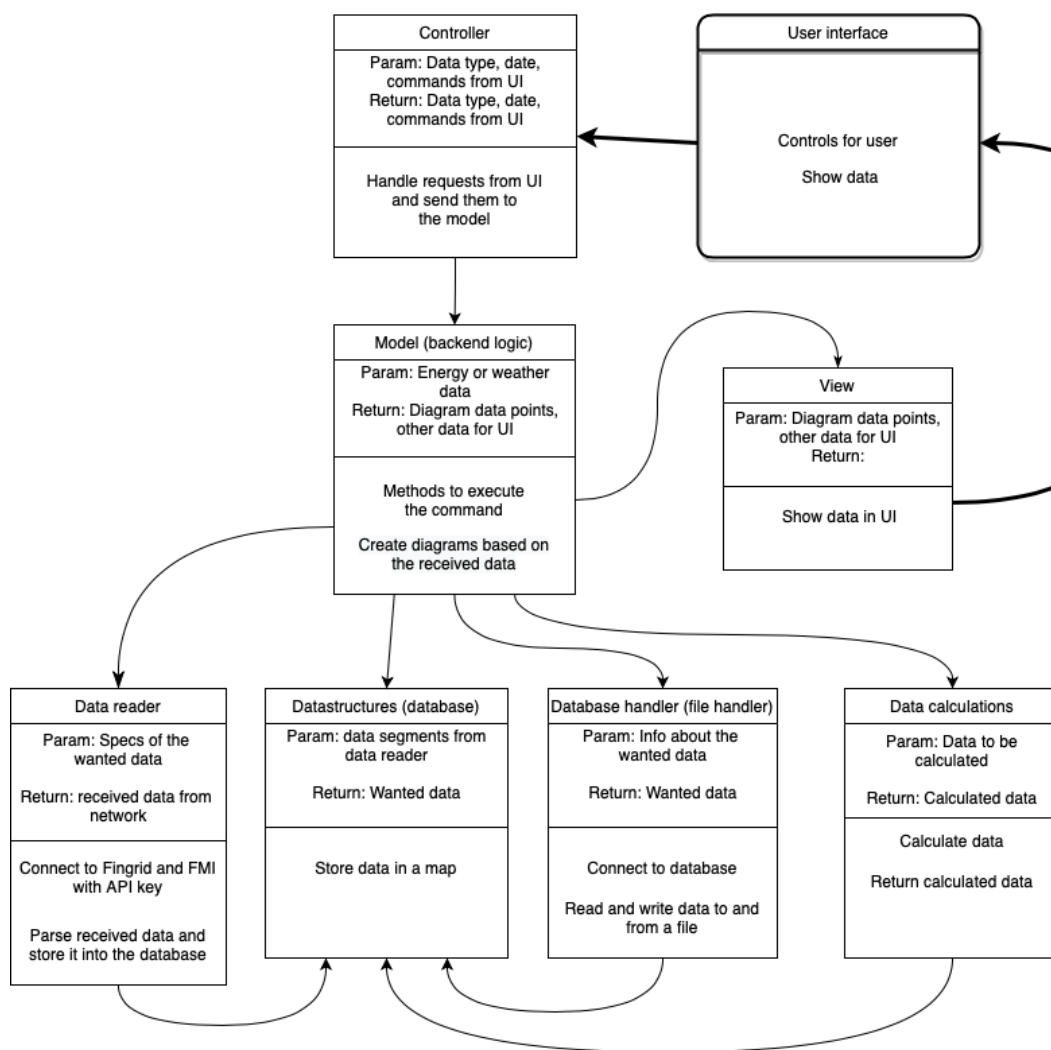 Controller
Param: Data type, date,
commands from UI
Return: Data type, date,
commands from UI
Handle requests from UI
and send them to
the model
User interface
Controls for user
Show data
Model (backend logic)
Param: Energy or weather
data
Return: Diagram data points,
other data for UI
Methods to execute
the command
Create diagrams based on
the received data
View
Param: Diagram data points,
other data for UI
Return:
Show data in UI
Data reader
Param: Specs of the
wanted data
Return: received data from
network
Connect to Fingrid and FMI
with API key
Parse received data and
store it into the database
Datastructures (database)
Param: data segments from
data reader
Return: Wanted data
Store data in a map
Database handler (file handler)
Param: Info about the
wanted data
Return: Wanted data
Connect to database
Read and write data to and
from a file
Data calculations
Param: Data to be
calculated
Return: Calculated data
Calculate data
Return calculated data